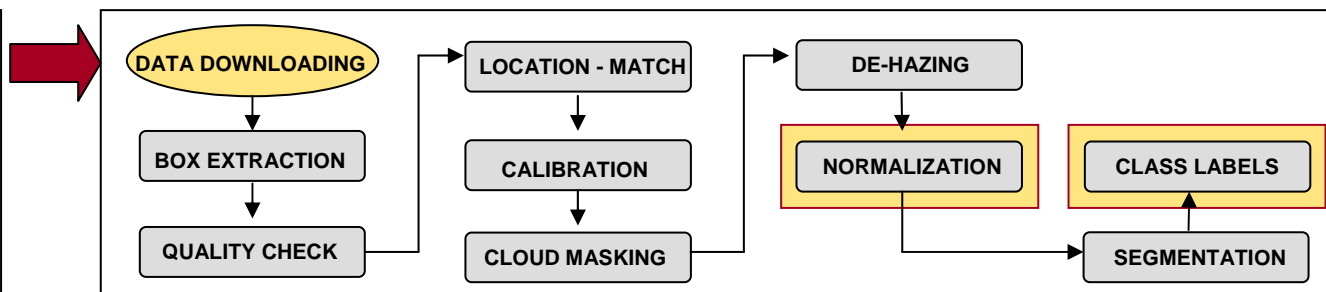 DATA DOWNLOADING
BOX EXTRACTION
QUALITY CHECK
LOCATION - MATCH
CALIBRATION
CLOUD MASKING
DE-HAZING
NORMALIZATION
SEGMENTATION
CLASS LABELS